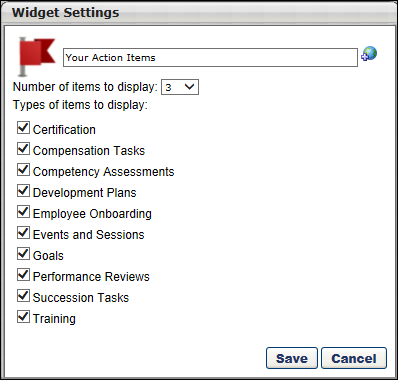 Widget Settings
Your Action Items
Number of items to display: 3
Types of items to display:
Certification
Compensation Tasks
Competency Assessments
Development Plans
Employee Onboarding
Events and Sessions
Goals
Performance Reviews
Succession Tasks
Training
Save Cancel